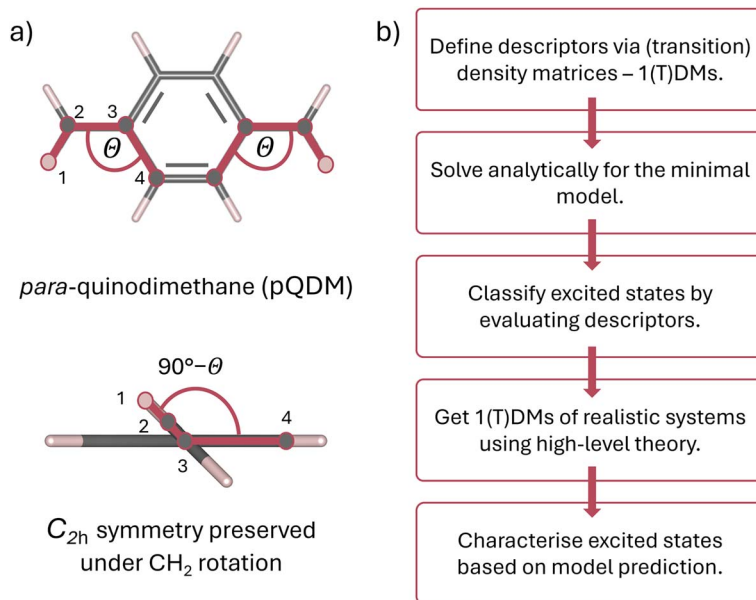 a)
2
3
Θ
Θ
1
4
para-quinodimethane (pQDM)
90°−Θ
1
2
3
4
C2h symmetry preserved
under CH2 rotation
b)
Define descriptors via (transition)
density matrices – 1(T)DMs.
Solve analytically for the minimal
model.
Classify excited states by
evaluating descriptors.
Get 1(T)DMs of realistic systems
using high-level theory.
Characterise excited states
based on model prediction.